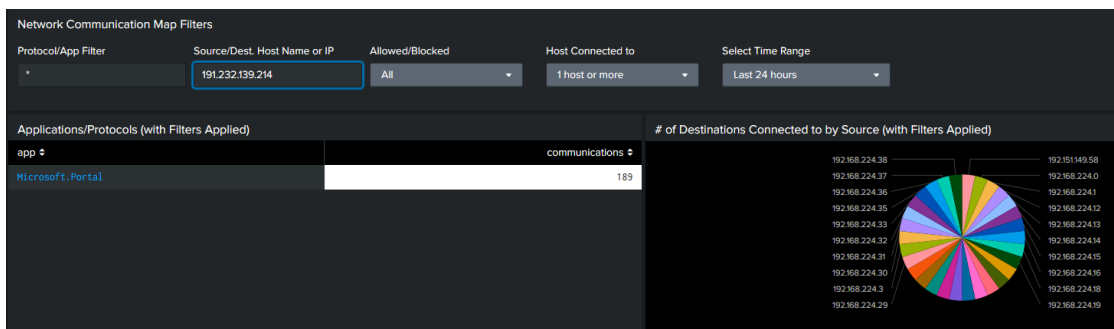 Network Communication Map Filters
Protocol/App Filter Source/Dest. Host Name or IP Allowed/Blocked Host Connected to Select Time Range
* 191.232.139.214 All 1 host or more Last 24 hours
Applications/Protocols (with Filters Applied)
app communications
Microsoft.Portal 189
# of Destinations Connected to by Source (with Filters Applied)
192.168.224.38 192.151.149.58
192.168.224.37 192.168.224.0
192.168.224.36 192.168.224.1
192.168.224.35 192.168.224.12
192.168.224.33 192.168.224.13
192.168.224.32 192.168.224.14
192.168.224.31 192.168.224.15
192.168.224.30 192.168.224.16
192.168.224.3 192.168.224.18
192.168.224.29 192.168.224.19